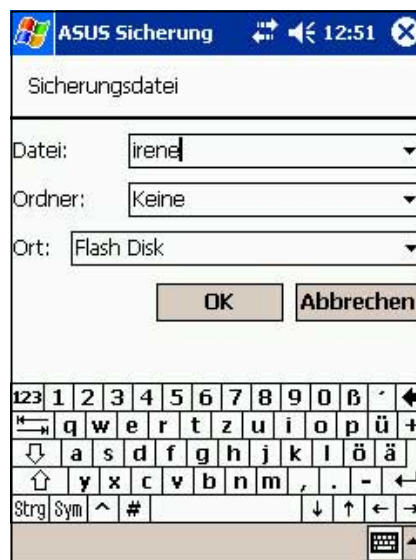 ASUS Sicherung 12:51
Sicherungsdatei
Datei: irene
Ordner: Keine
Ort: Flash Disk
OK Abbrechen
123 1 2 3 4 5 6 7 8 9 0 ß ´
q w e r t z u i o p ü +
a s d f g h j k l ö ä
y x c v b n m , . -
Strg Sym ^ #